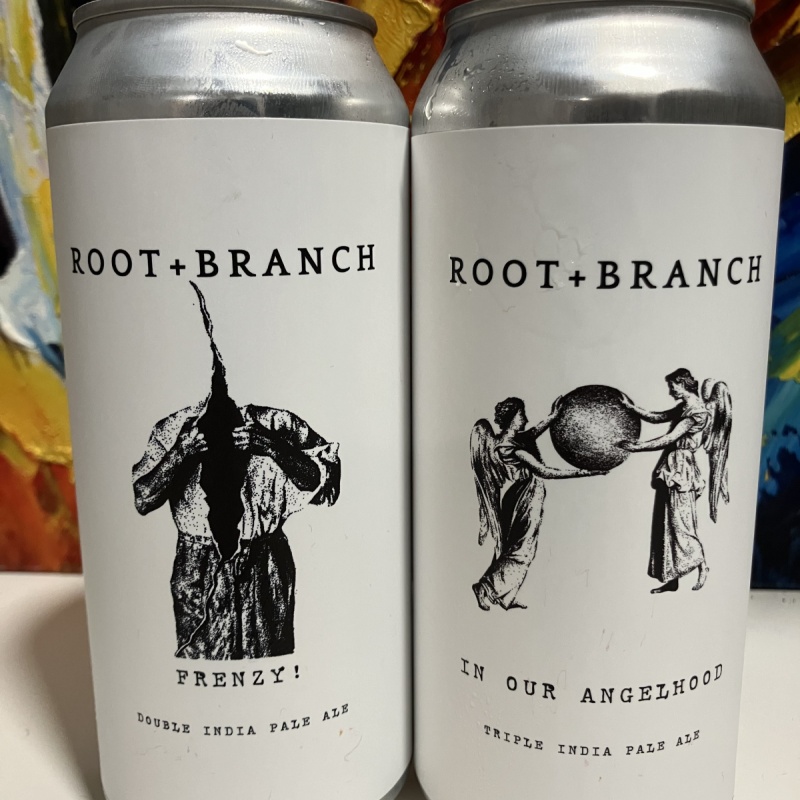 ROOT+BRANCH
FRENZY!
DOUBLE INDIA PALE ALE
ROOT+BRANCH
IN OUR ANGELHOOD
TRIPLE INDIA PALE ALE